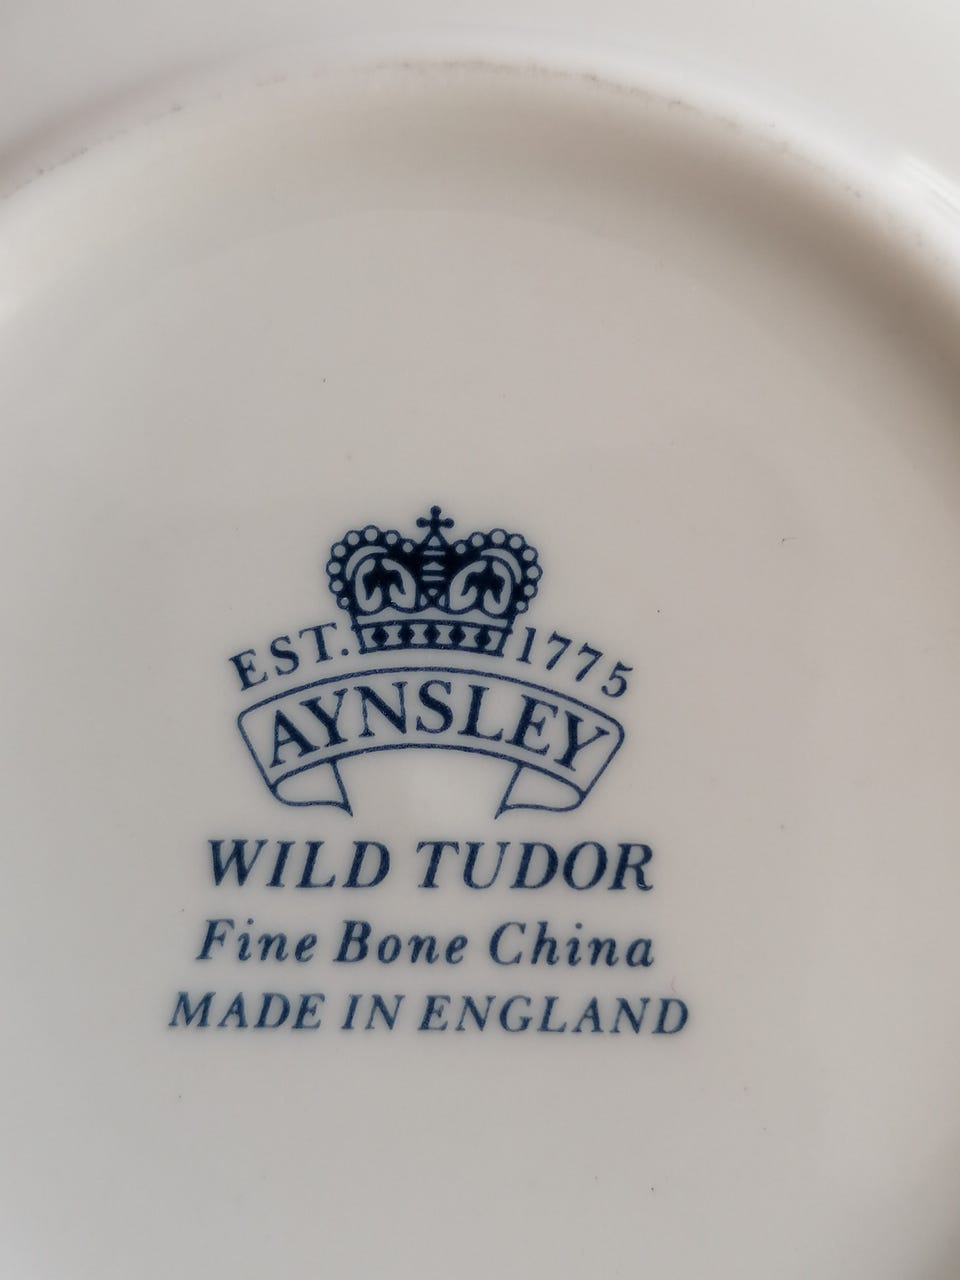 EST. 1775
AYNSLEY
WILD TUDOR
Fine Bone China
MADE IN ENGLAND